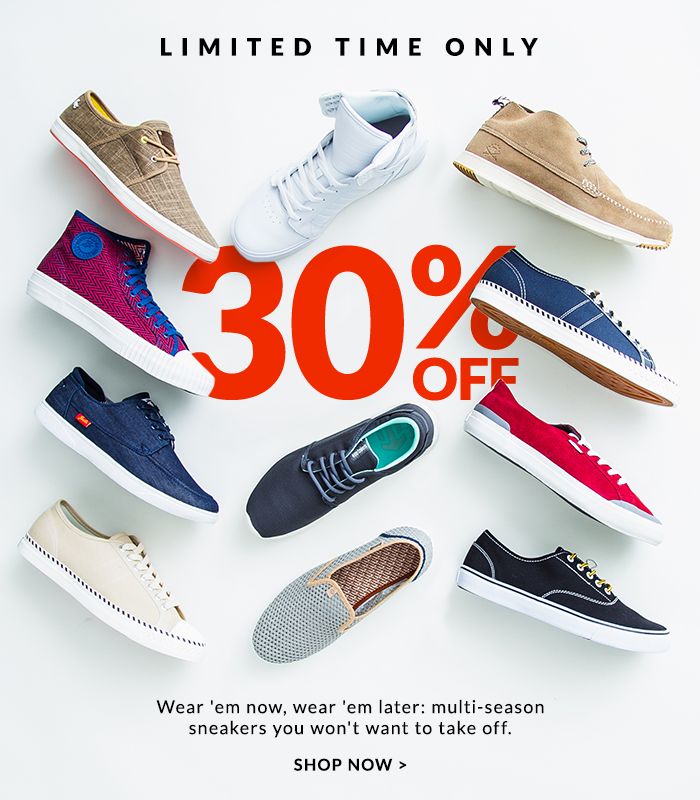 LIMITED TIME ONLY
30%
OFF
Wear 'em now, wear 'em later: multi-season
sneakers you won't want to take off.
SHOP NOW >